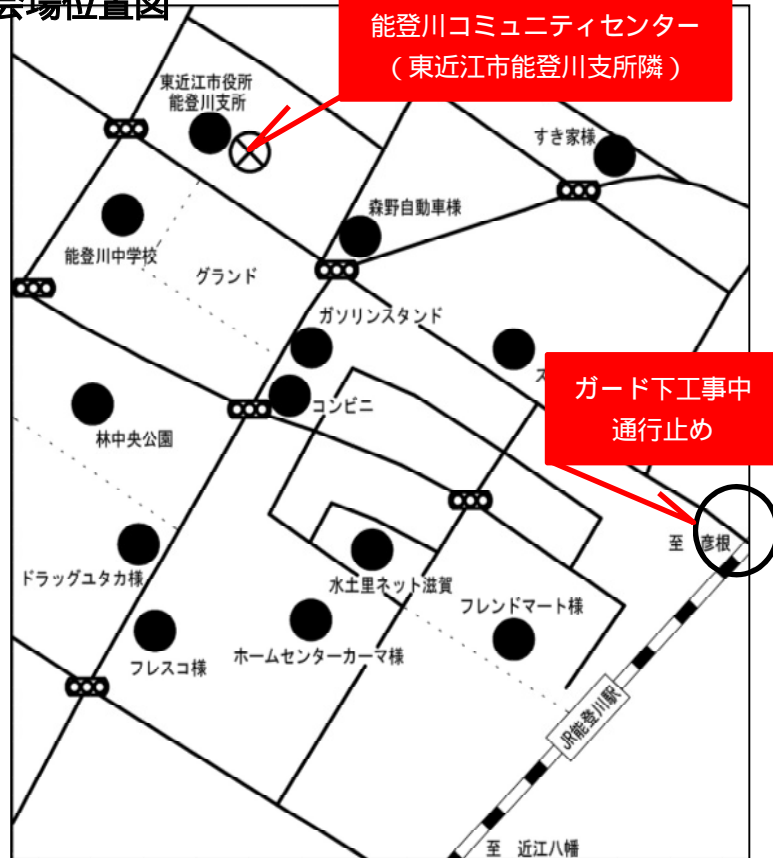 会場位置図
能登川コミュニティセンター
（東近江市能登川支所隣）
東近江市役所
能登川支所
すき家様
森野自動車様
能登川中学校
グランド
ガソリンスタンド
ス
ガード下工事中
通行止め
コンビニ
林中央公園
至 彦根
ドラッグユタカ様
水土里ネット滋賀
フレンドマート様
フレスコ様
ホームセンターカーマ様
JR能登川駅
至 近江八幡